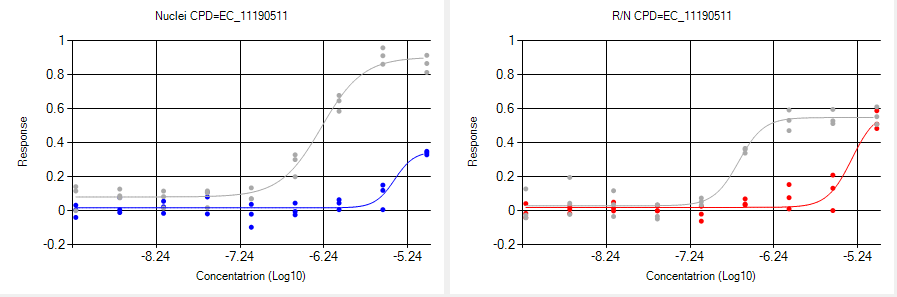 Nuclei CPD=EC_11190511
1
0.8
0.6
0.4
0.2
0
-0.2
Response
-8.24 -7.24 -6.24 -5.24
Concentatrion (Log10)
R/N CPD=EC_11190511
1
0.8
0.6
0.4
0.2
0
-0.2
Response
-8.24 -7.24 -6.24 -5.24
Concentatrion (Log10)